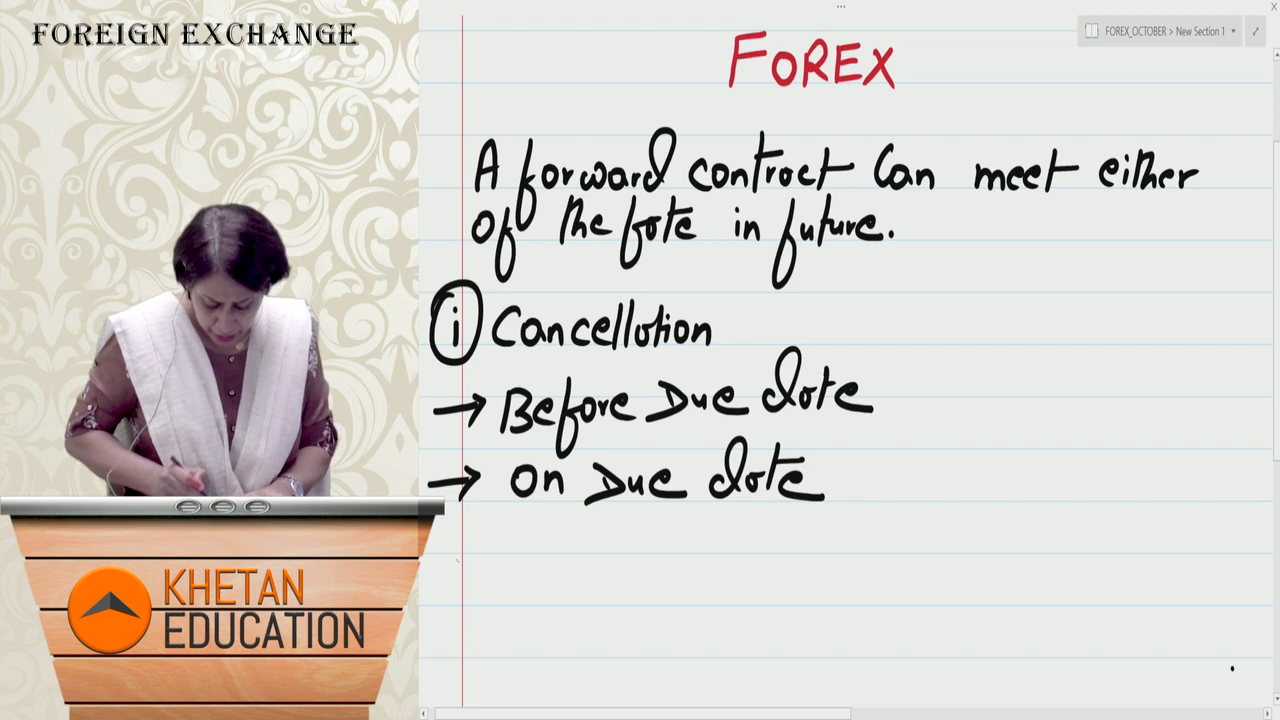 FOREIGN EXCHANGE
FOREX_OCTOBER > New Section 1
FOREX
A forward contract Can meet either
of the fate in future.
i Cancellation
→ Before Due date
→ On Due date
KHETAN
EDUCATION